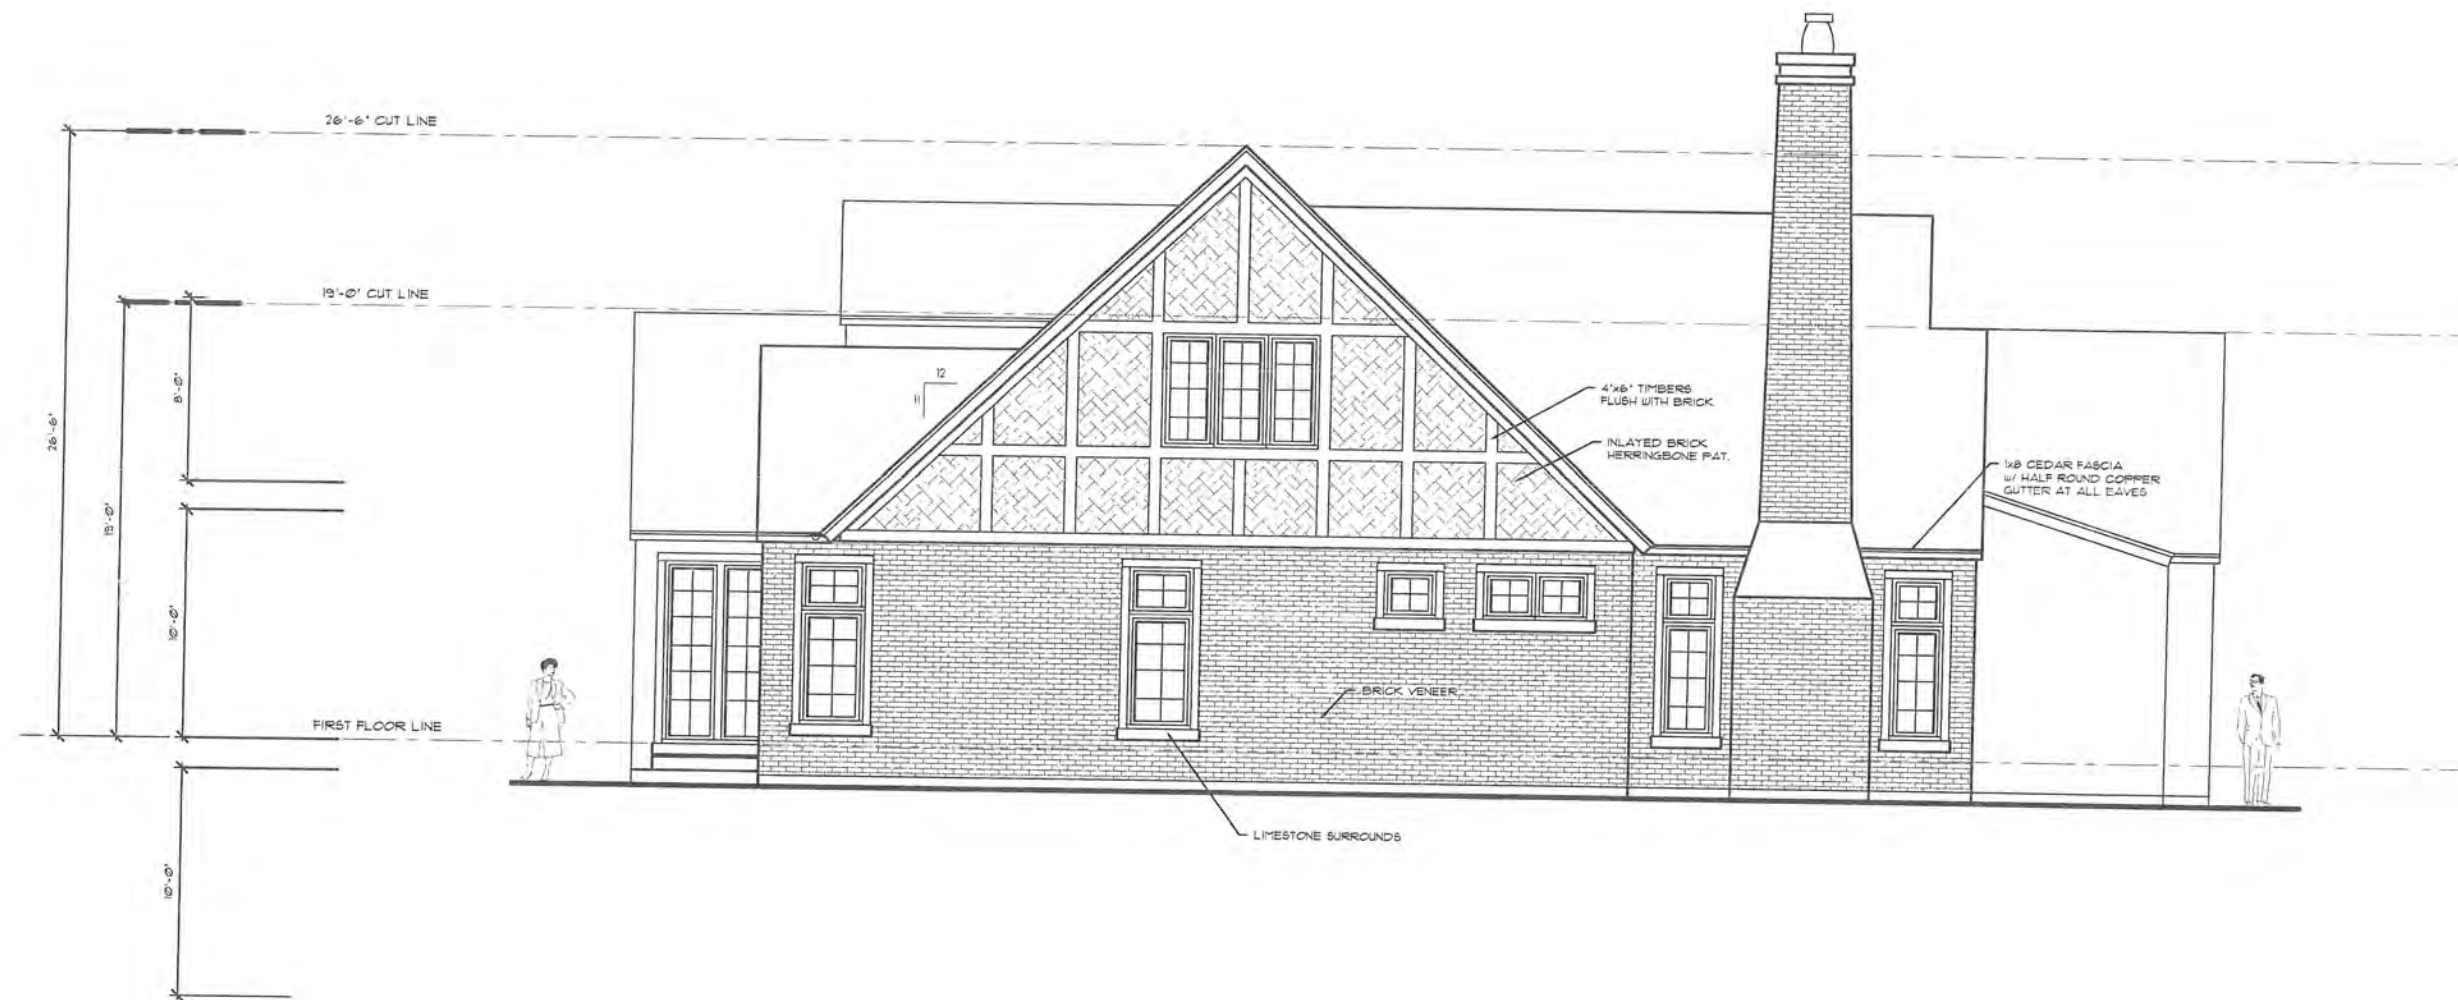 26'-6" CUT LINE
19'-0" CUT LINE
8'-0"
26'-6"
19'-0"
10'-0"
FIRST FLOOR LINE
10'-0"
12
11
4"x6" TIMBERS
FLUSH WITH BRICK
INLAYED BRICK
HERRINGBONE PAT.
1x8 CEDAR FASCIA
W/ HALF ROUND COPPER
GUTTER AT ALL EAVES
BRICK VENEER
LIMESTONE SURROUNDS